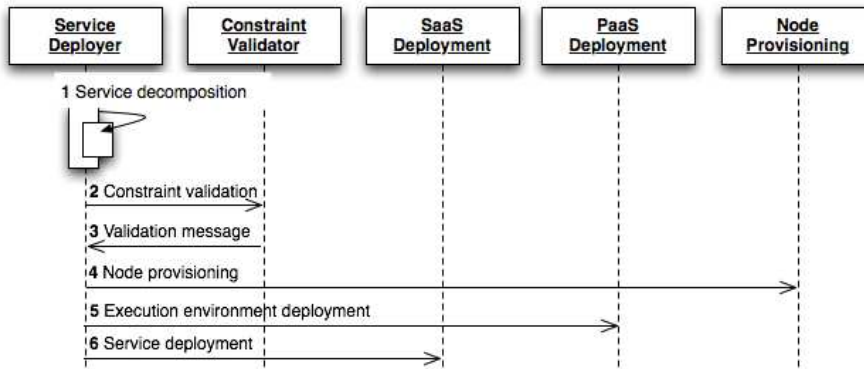 Service
Deployer
Constraint
Validator
SaaS
Deployment
PaaS
Deployment
Node
Provisioning
1 Service decomposition
2 Constraint validation
3 Validation message
4 Node provisioning
5 Execution environment deployment
6 Service deployment